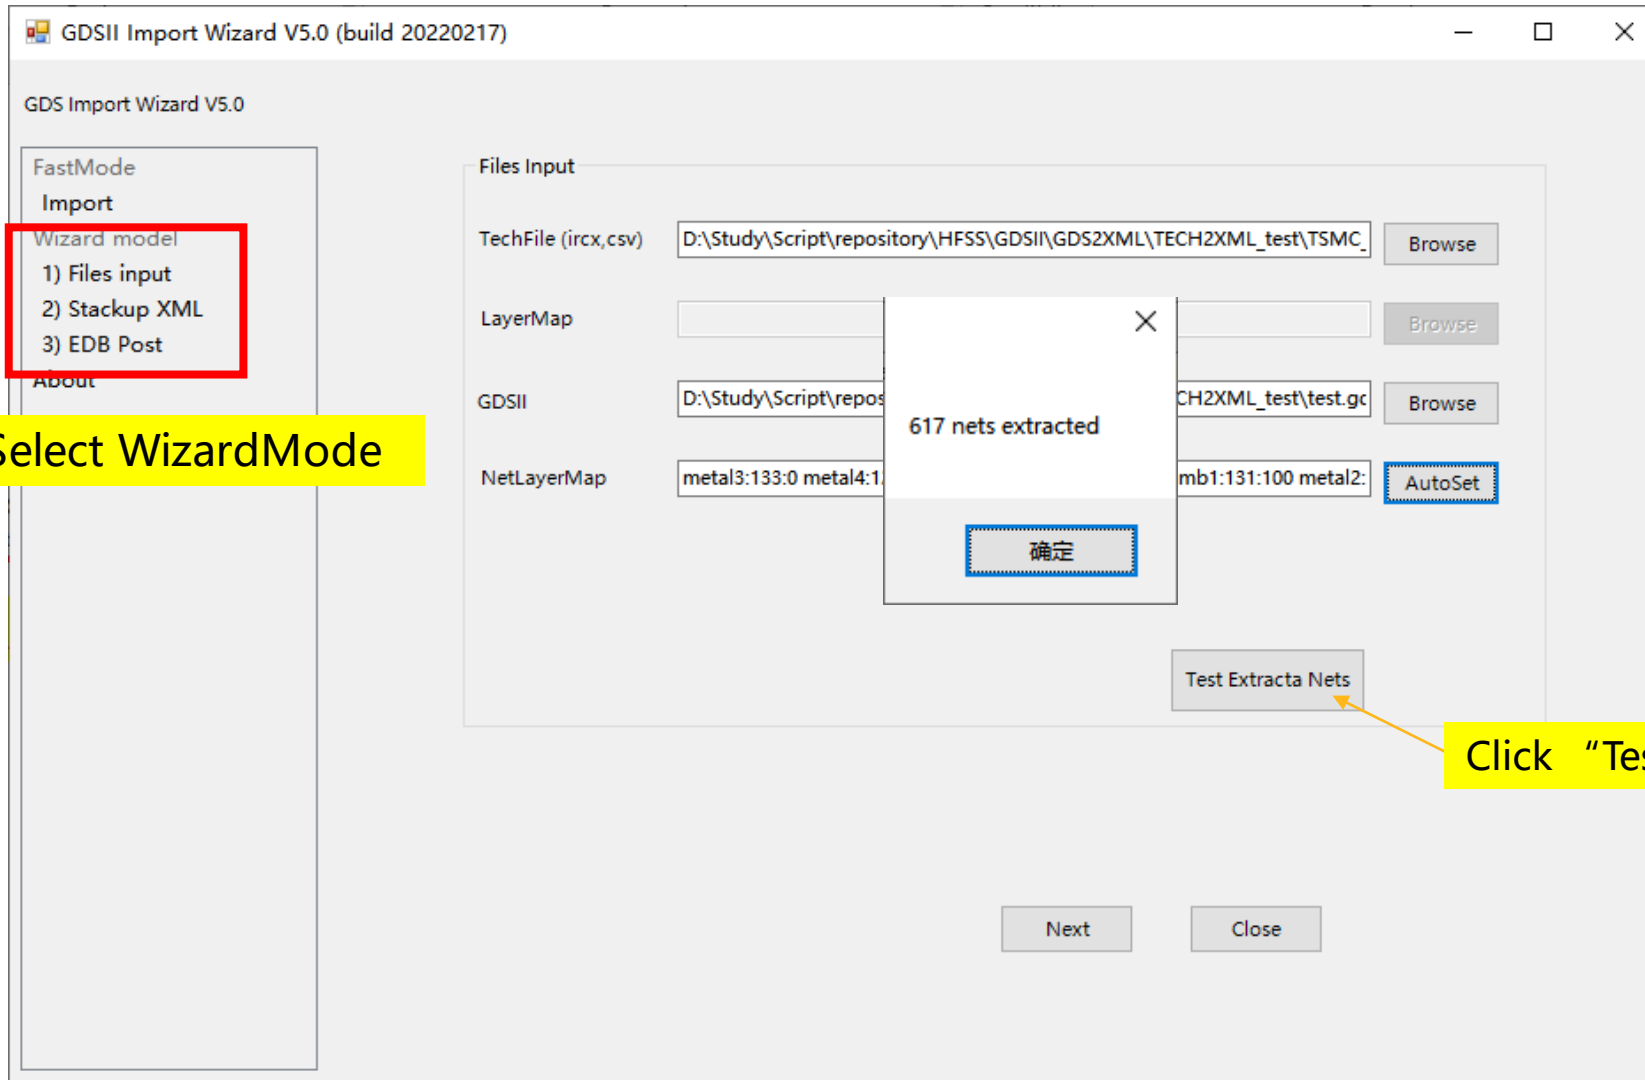 GDSII Import Wizard V5.0 (build 20220217)
GDS Import Wizard V5.0
FastMode
Import
Wizard model
1) Files input
2) Stackup XML
3) EDB Post
About
Select WizardMode
Files Input
TechFile (ircx,csv)
D:\Study\Script\repository\HFSS\GDSII\GDS2XML\TECH2XML_test\TSMC_
Browse
LayerMap
Browse
GDSII
D:\Study\Script\repos
CH2XML_test\test.gc
Browse
NetLayerMap
metal3:133:0 metal4:1
mb1:131:100 metal2:
AutoSet
617 nets extracted
确定
Test Extracta Nets
Click “Tes
Next
Close